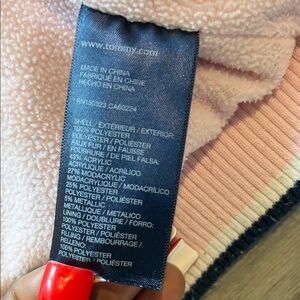 www.tommy.com
MADE IN CHINA
FABRIQUÉ EN CHINE
HECHO EN CHINA
RN130323 CA60224
SHELL / EXTÉRIEUR / EXTERIOR:
100% POLYESTER
POLYESTER / POLIÉSTER
FAUX FUR / EN FAUSSE
FOURRURE / DE PIEL FALSA:
43% ACRYLIC
ACRYLIQUE / ACRÍLICO
27% MODACRYLIC
MODACRYLIQUE / MODACRÍLICO
25% POLYESTER
POLYESTER / POLIÉSTER
5% METALLIC
MÉTALLIQUE / METÁLICO
LINING / DOUBLURE / FORRO:
100% POLYESTER
POLYESTER / POLIÉSTER
FILLING / REMBOURRAGE /
RELLENO:
100% POLYESTER
POLYESTER / POLIÉSTER